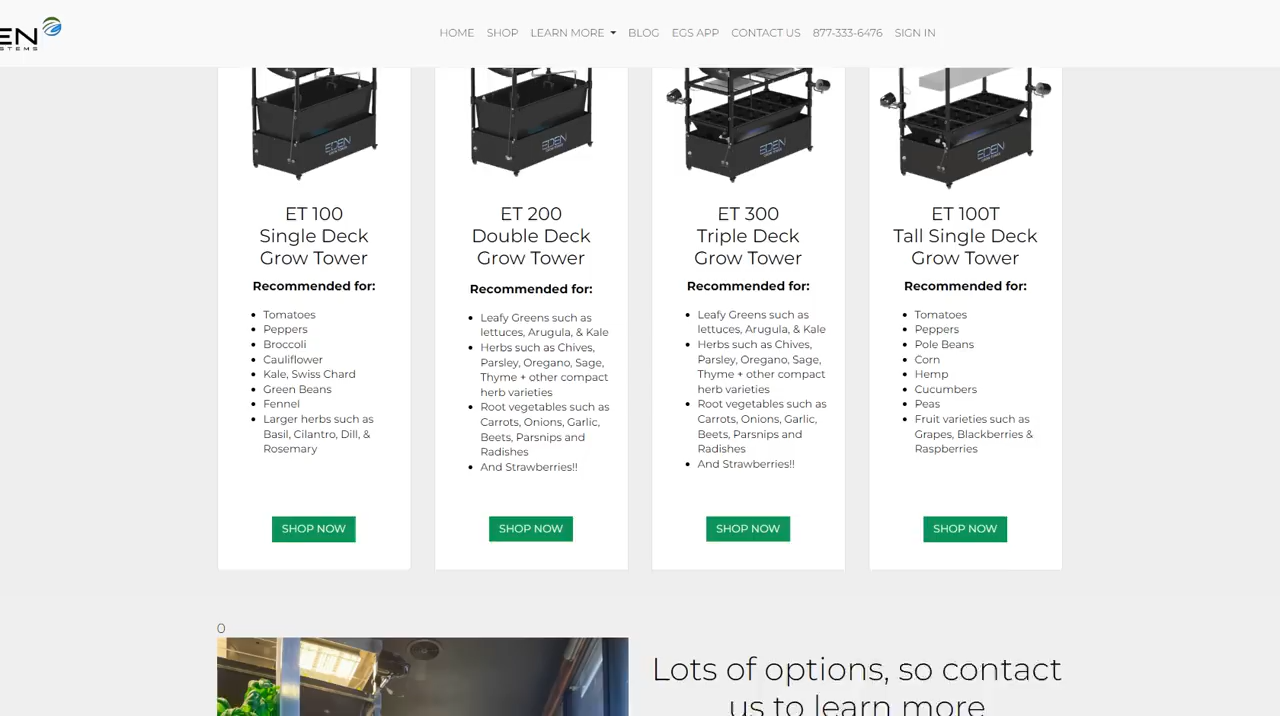 EN
STEMS
HOME SHOP LEARN MORE BLOG EGS APP CONTACT US 877-333-6476 SIGN IN
EDEN
EDEN
EDEN
EDEN
ET 100
Single Deck
Grow Tower
Recommended for:
Tomatoes
Peppers
Broccoli
Cauliflower
Kale, Swiss Chard
Green Beans
Fennel
Larger herbs such as
Basil, Cilantro, Dill, &
Rosemary
SHOP NOW
ET 200
Double Deck
Grow Tower
Recommended for:
Leafy Greens such as
lettuces, Arugula, & Kale
Herbs such as Chives,
Parsley, Oregano, Sage,
Thyme + other compact
herb varieties
Root vegetables such as
Carrots, Onions, Garlic,
Beets, Parsnips and
Radishes
And Strawberries!!
SHOP NOW
ET 300
Triple Deck
Grow Tower
Recommended for:
Leafy Greens such as
lettuces, Arugula, & Kale
Herbs such as Chives,
Parsley, Oregano, Sage,
Thyme + other compact
herb varieties
Root vegetables such as
Carrots, Onions, Garlic,
Beets, Parsnips and
Radishes
And Strawberries!!
SHOP NOW
ET 100T
Tall Single Deck
Grow Tower
Recommended for:
Tomatoes
Peppers
Pole Beans
Corn
Hemp
Cucumbers
Peas
Fruit varieties such as
Grapes, Blackberries &
Raspberries
SHOP NOW
0
Lots of options, so contact
us to learn more